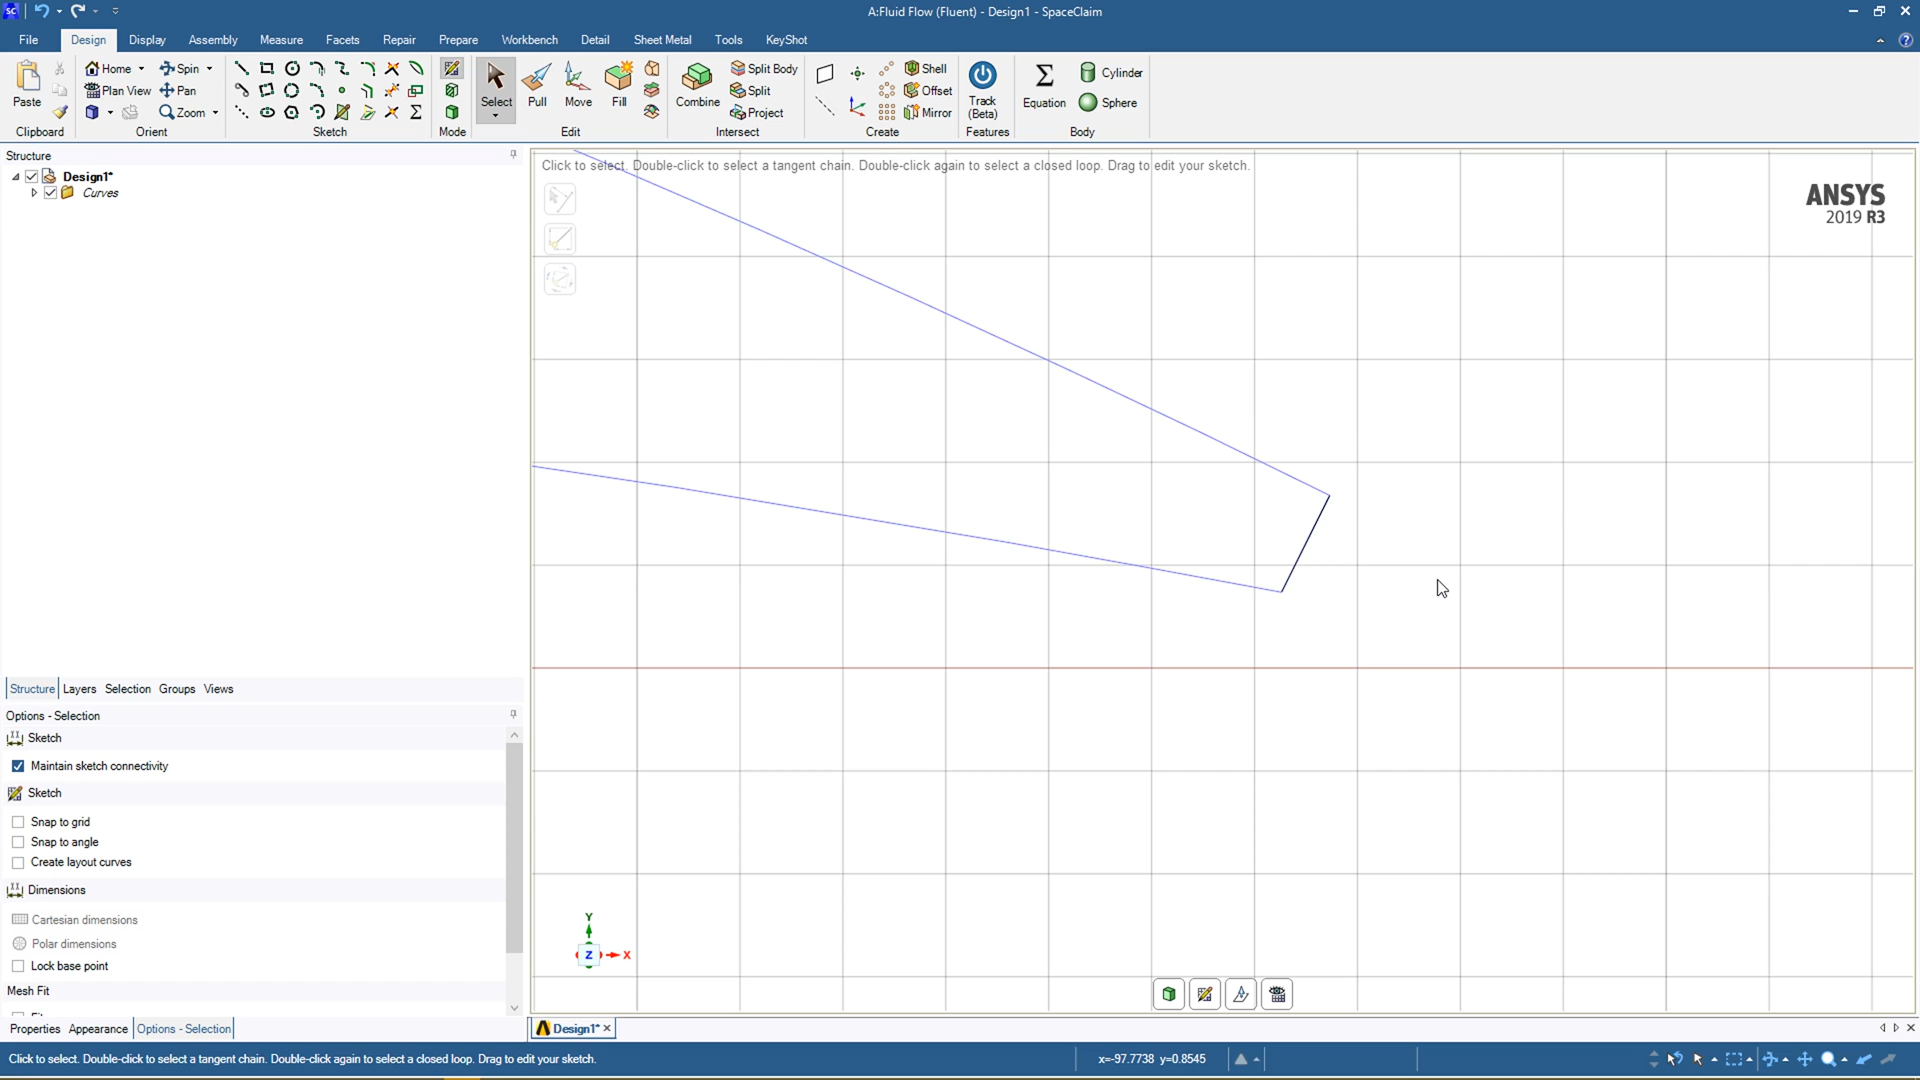 A:Fluid Flow (Fluent) - Design1 - SpaceClaim
File Design Display Assembly Measure Facets Repair Prepare Workbench Detail Sheet Metal Tools Facets KeyShot
Paste
Clipboard
Home Spin
Plan View Pan
Zoom
Orient
Sketch
Mode
Select Pull Move Fill
Edit
Combine
Split Body
Split
Project
Intersect
Shell
Offset
Mirror
Create
Track
(Beta)
Features
Equation
Cylinder
Sphere
Body
Structure
Design1*
Curves
Click to select. Double-click to select a tangent chain. Double-click again to select a closed loop. Drag to edit your sketch.
ANSYS
2019 R3
Structure Layers Selection Groups Views
Options - Selection
Sketch
Maintain sketch connectivity
Sketch
Snap to grid
Snap to angle
Create layout curves
Dimensions
Cartesian dimensions
Polar dimensions
Lock base point
Mesh Fit
Y
Z X
Properties Appearance Options - Selection
Design1*
Click to select. Double-click to select a tangent chain. Double-click again to select a closed loop. Drag to edit your sketch.
x=-97.7738 y=0.8545